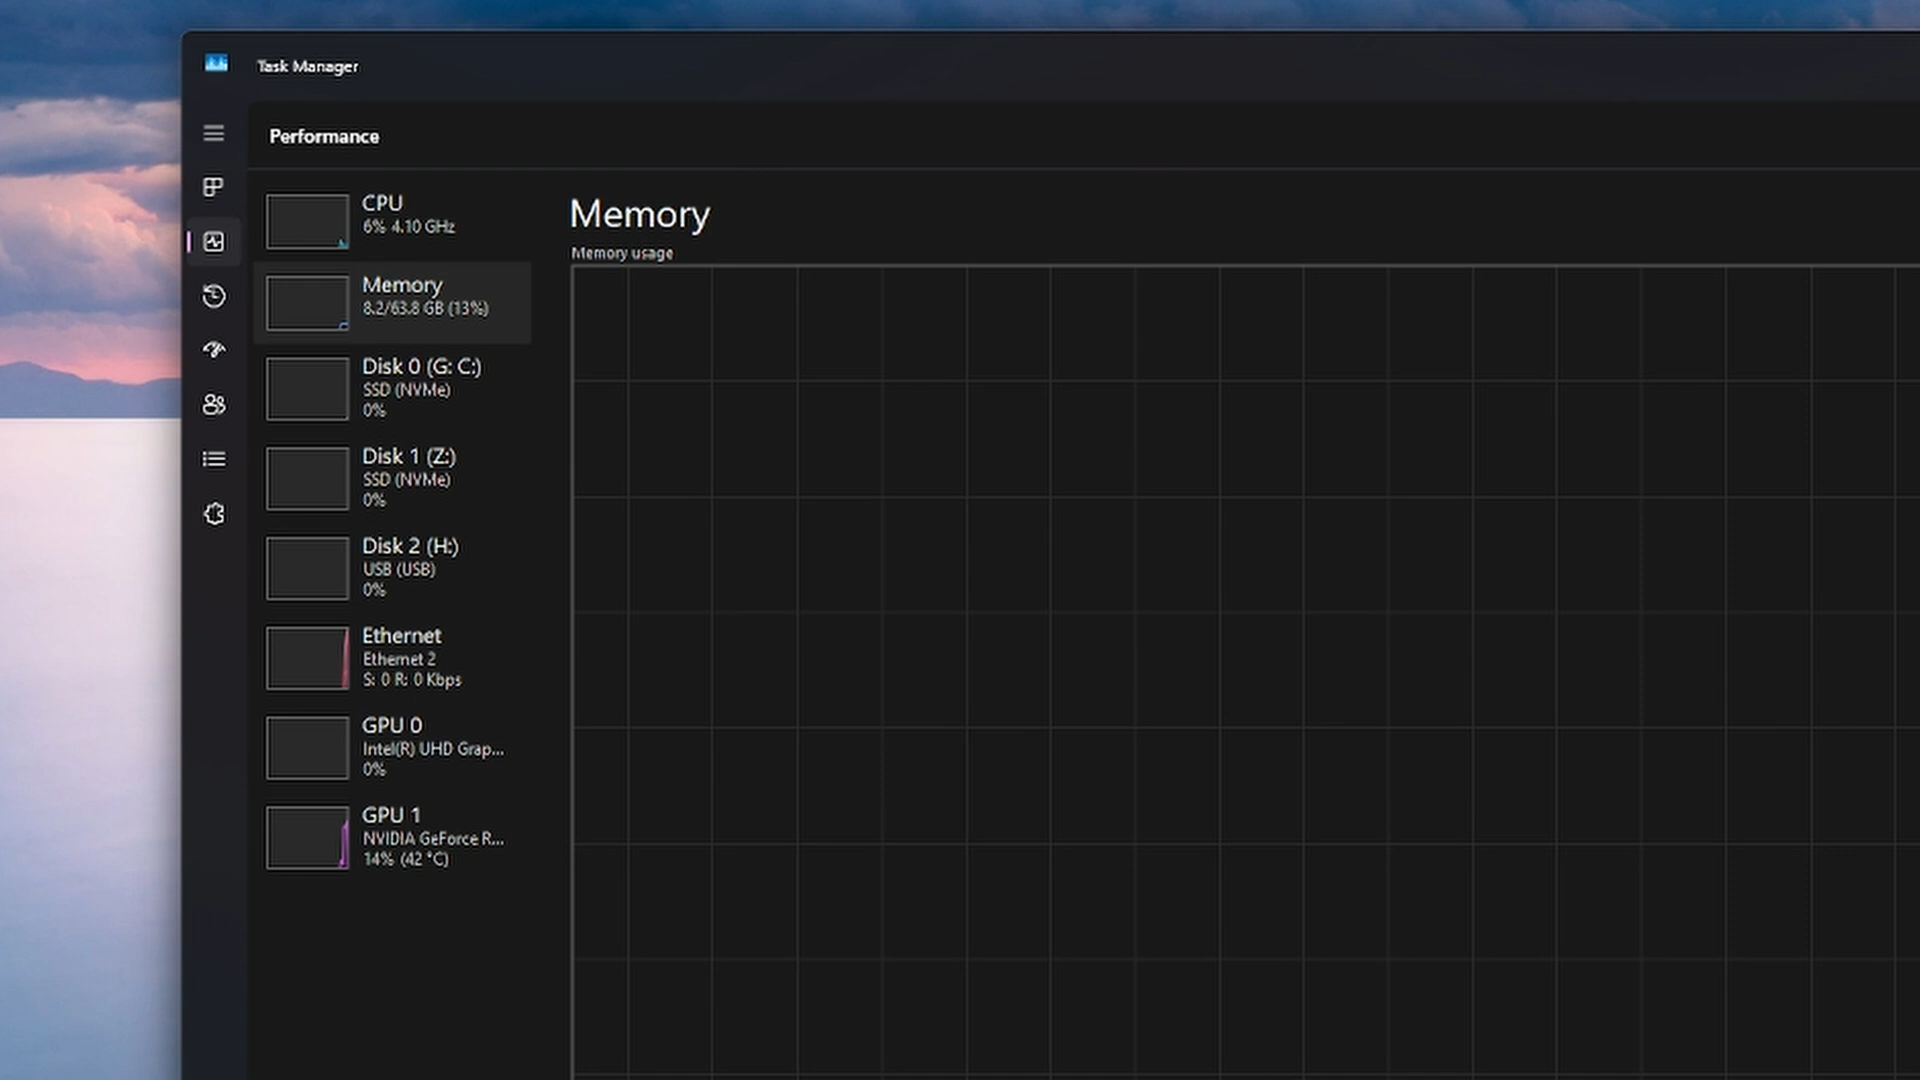 Task Manager
Performance
CPU
6% 4.10 GHz
Memory
8.2/63.8 GB (13%)
Disk 0 (G: C:)
SSD (NVMe)
0%
Disk 1 (Z:)
SSD (NVMe)
0%
Disk 2 (H:)
USB (USB)
0%
Ethernet
Ethernet 2
S: 0 R: 0 Kbps
GPU 0
Intel(R) UHD Grap...
0%
GPU 1
NVIDIA GeForce R...
14% (42 °C)
Memory
Memory usage